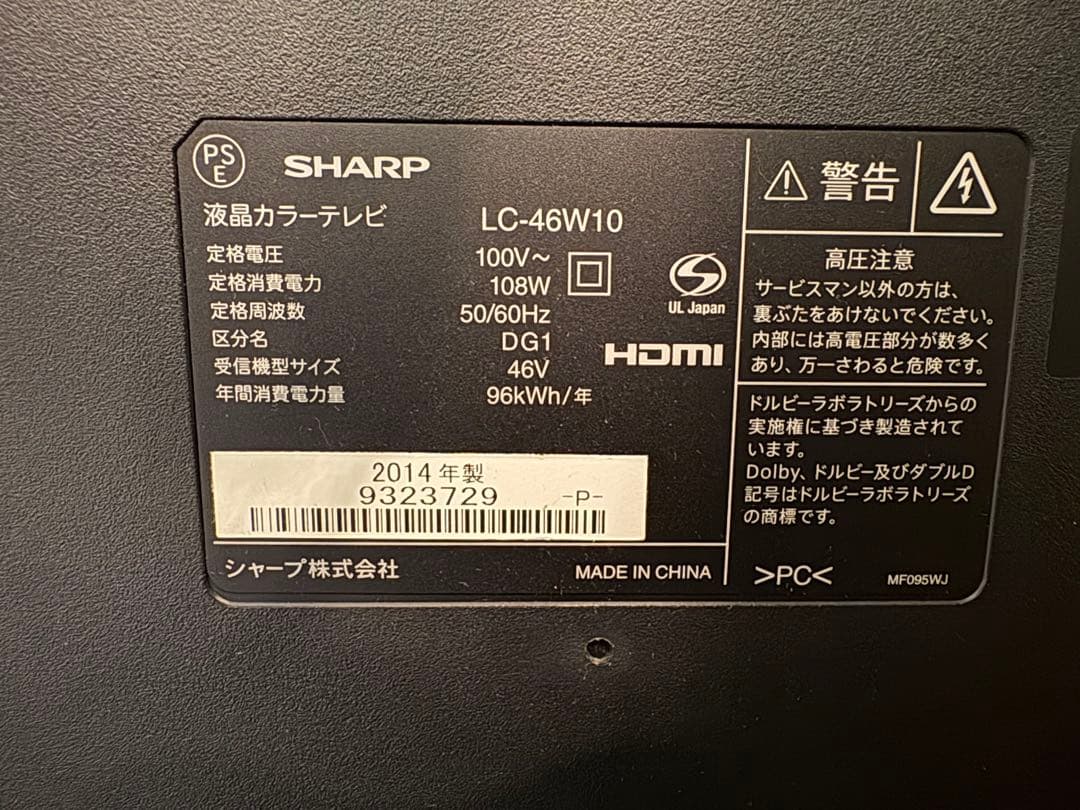 PS
E
SHARP
液晶カラーテレビ LC-46W10
定格電圧 100V~
定格消費電力 108W
定格周波数 50/60Hz
区分名 DG1
受信機型サイズ 46V
年間消費電力量 96kWh/年
S
UL Japan
HDMI
2014年製
9323729 -P-
シャープ株式会社 MADE IN CHINA
警告
高圧注意
サービスマン以外の方は、
裏ぶたをあけないでください。
内部には高電圧部分が数多く
あり、万一さわると危険です。
ドルビーラボラトリーズからの
実施権に基づき製造されて
います。
Dolby、ドルビー及びダブルD
記号はドルビーラボラトリーズ
の商標です。
>PC< MF095WJ